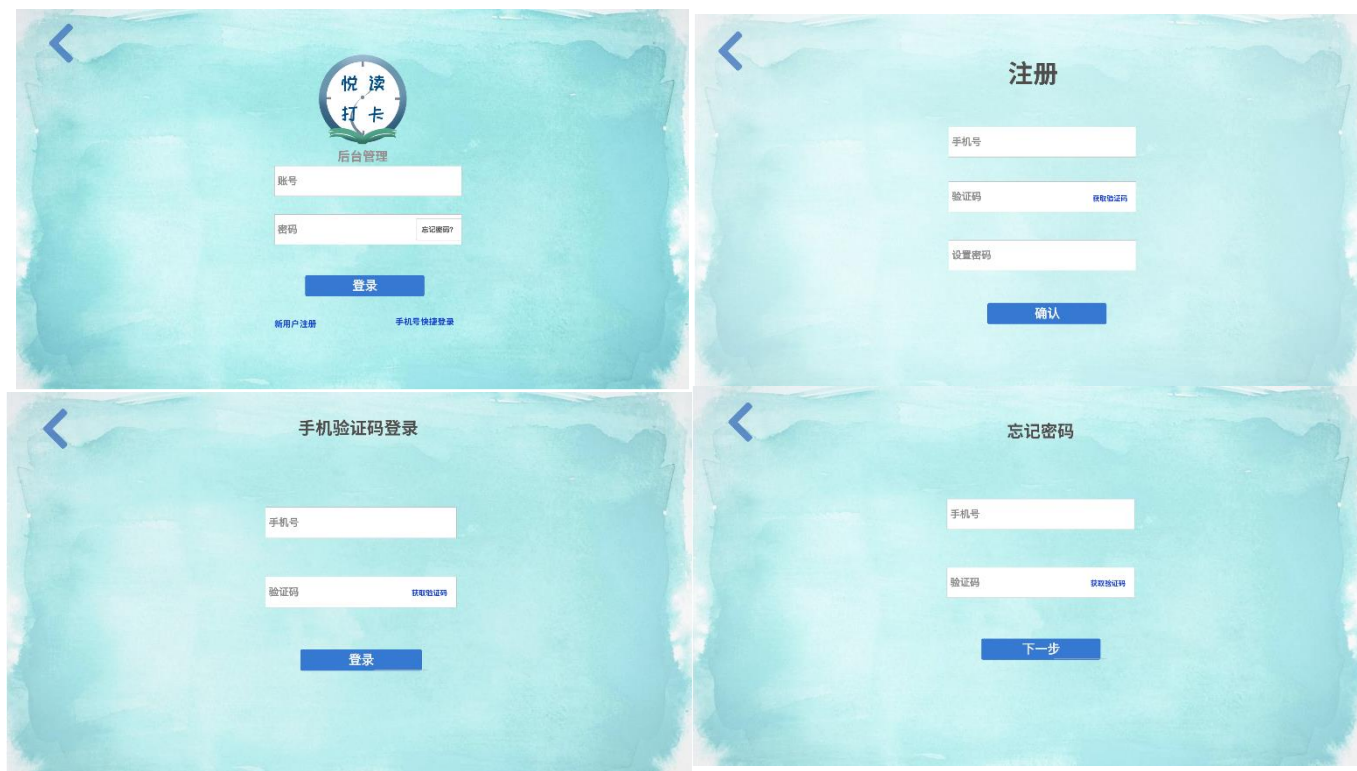 悦 读
打 卡
后台管理
账号
密码
忘记密码?
登录
新用户注册
手机号快捷登录
注册
手机号
验证码
获取验证码
设置密码
确认
手机验证码登录
手机号
验证码
获取验证码
登录
忘记密码
手机号
验证码
获取验证码
下一步